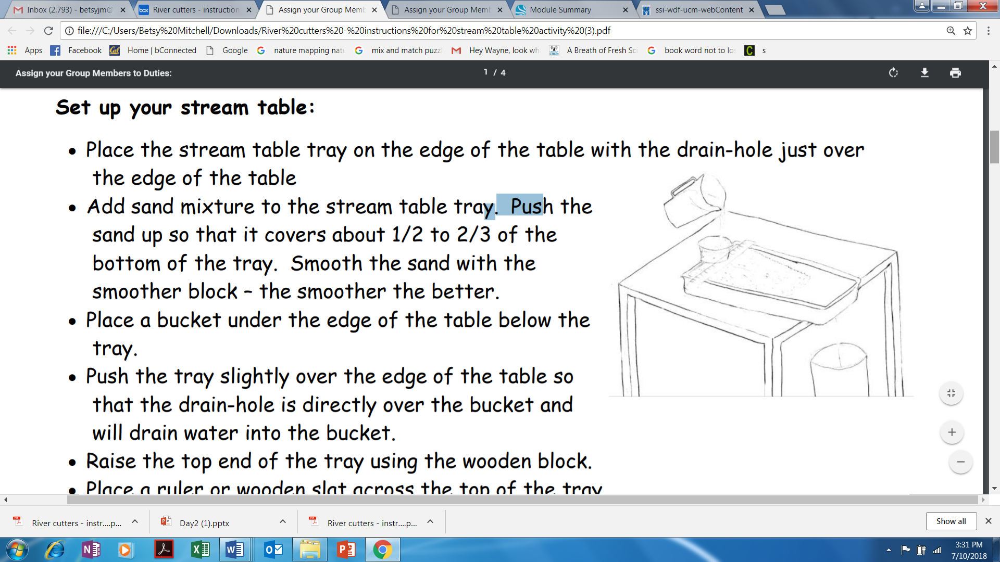 Inbox (2,793) - betsyjm@
River cutters - instruction
Assign your Group Memb
Assign your Group Memb
Module Summary
ssi-wdf-ucm-webContent
file:///C:/Users/Betsy%20Mitchell/Downloads/River%20cutters%20-%20instructions%20for%20stream%20table%20activity%20(3).pdf
Apps Facebook Home | bConnected Google nature mapping natu mix and match puzzl Hey Wayne, look wh A Breath of Fresh Sci book word not to los s
Assign your Group Members to Duties:
1 / 4
Set up your stream table:
• Place the stream table tray on the edge of the table with the drain-hole just over
the edge of the table
• Add sand mixture to the stream table tray.  Push the
sand up so that it covers about 1/2 to 2/3 of the
bottom of the tray.  Smooth the sand with the
smoother block – the smoother the better.
• Place a bucket under the edge of the table below the
tray.
• Push the tray slightly over the edge of the table so
that the drain-hole is directly over the bucket and
will drain water into the bucket.
• Raise the top end of the tray using the wooden block.
• Place a ruler or wooden slat across the top of the tray
River cutters - instr....p...
Day2 (1).pptx
River cutters - instr....p...
Show all
3:31 PM
7/10/2018